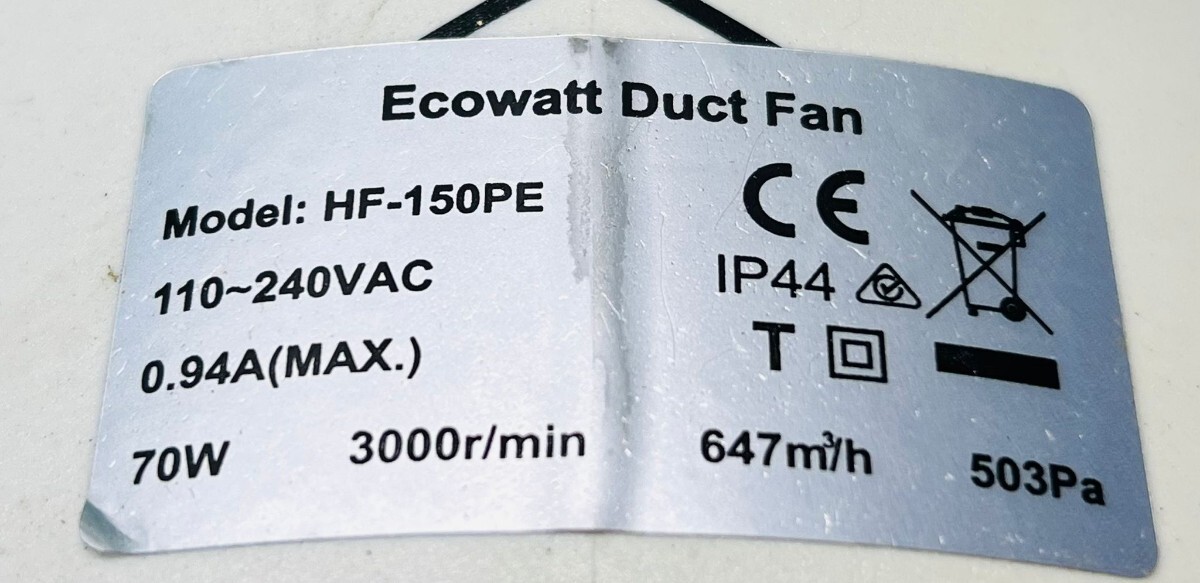 Ecowatt Duct Fan
Model: HF-150PE
110~240VAC
0.94A(MAX.)
70W 3000r/min 647m³/h 503Pa
CE
IP44
T